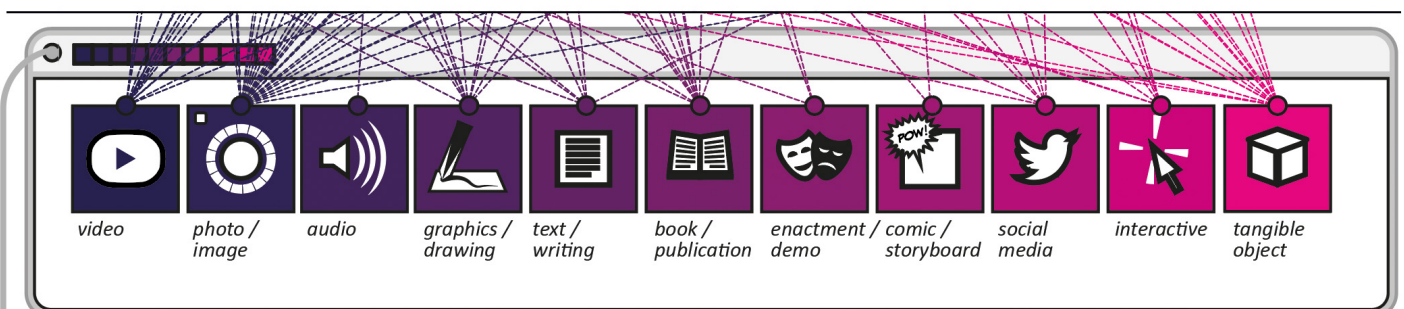 POW!
video
photo /
image
audio
graphics /
drawing
text /
writing
book /
publication
enactment /
demo
comic /
storyboard
social
media
interactive
tangible
object